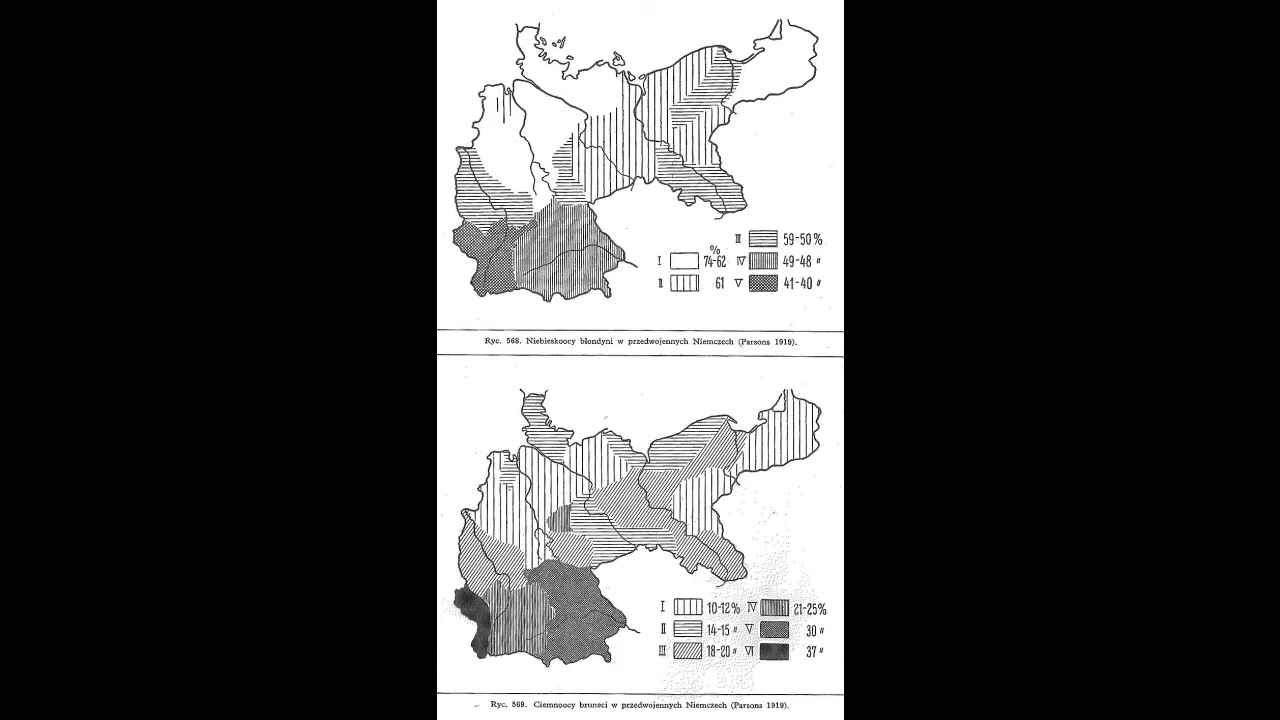 III 59-50%
%
I 74-62 IV 49-48 "
II 61 V 41-40 "
Ryc. 568. Niebieskoocy blondyni w przedwojennych Niemczech (Parsons 1919).
I 10-12% IV 21-25%
II 14-15 " V 30 "
III 18-20 " VI 37 "
Ryc. 569. Ciemnoocy bruneci w przedwojennych Niemczech (Parsons 1919).